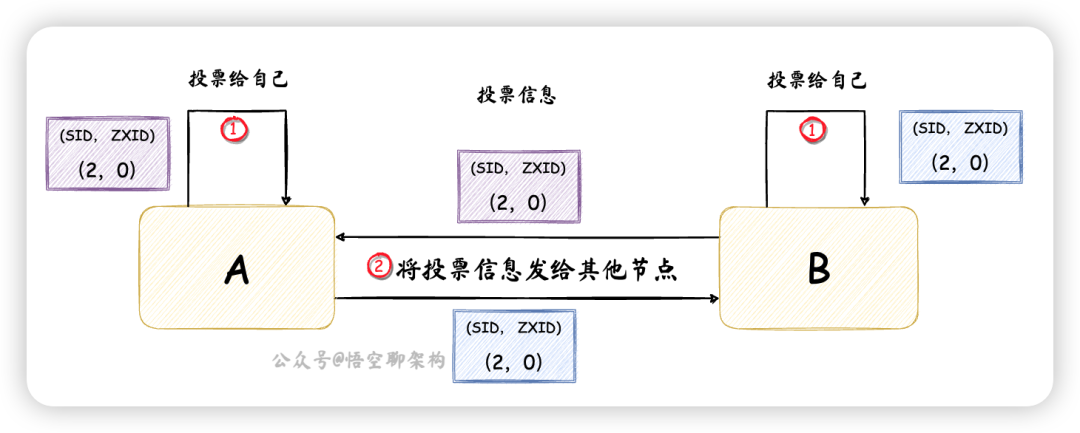 投票给自己
投票信息
投票给自己
①
①
(SID, ZXID)
(2, 0)
(SID, ZXID)
(2, 0)
(SID, ZXID)
(2, 0)
A
②将投票信息发给其他节点
B
(SID, ZXID)
(2, 0)
公众号@悟空聊架构